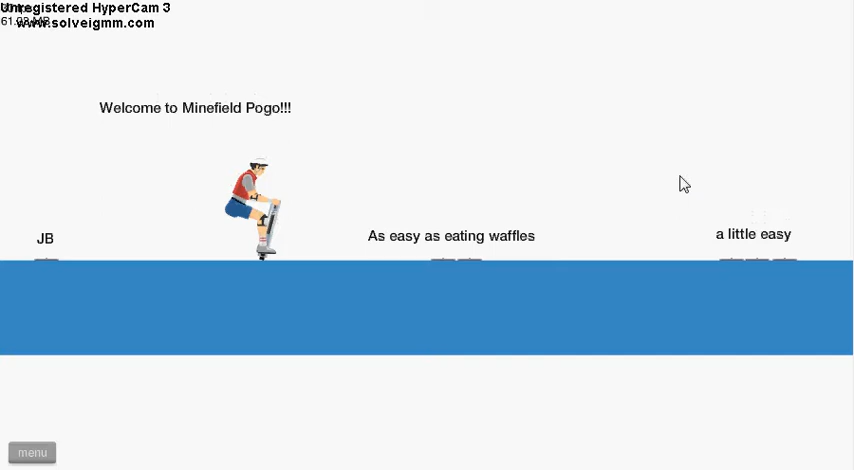 Unregistered HyperCam 3
www.solveigmm.com
Welcome to Minefield Pogo!!!
JB
As easy as eating waffles
a little easy
menu